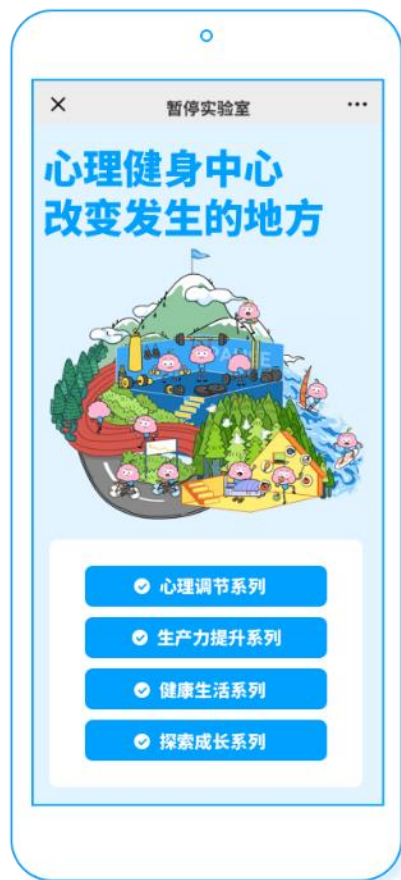 暂停实验室
心理健身中心
改变发生的地方
心理调节系列
生产力提升系列
健康生活系列
探索成长系列